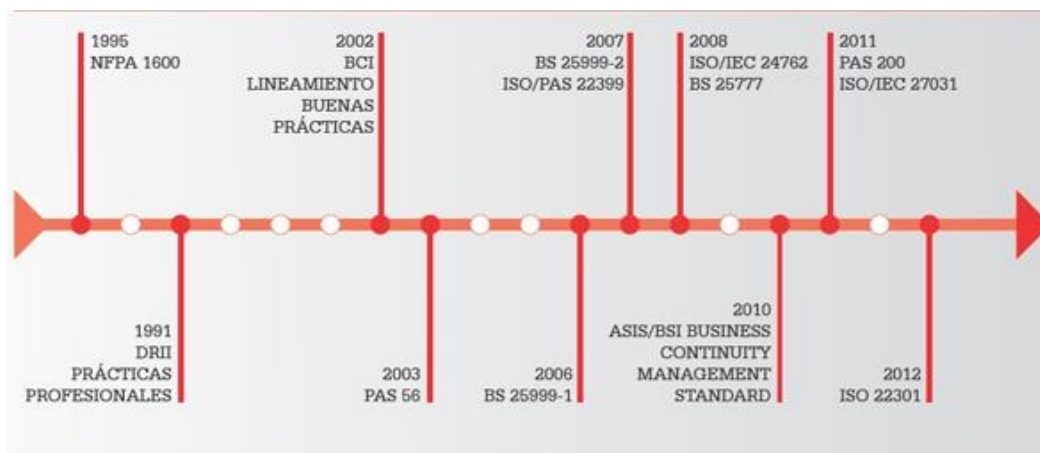 1995
NFPA 1600
2002
BCI
LINEAMIENTO
BUENAS
PRÁCTICAS
2007
BS 25999-2
ISO/PAS 22399
2008
ISO/IEC 24762
BS 25777
2011
PAS 200
ISO/IEC 27031
1991
DRII
PRÁCTICAS
PROFESIONALES
2003
PAS 56
2006
BS 25999-1
2010
ASIS/BSI BUSINESS
CONTINUITY
MANAGEMENT
STANDARD
2012
ISO 22301